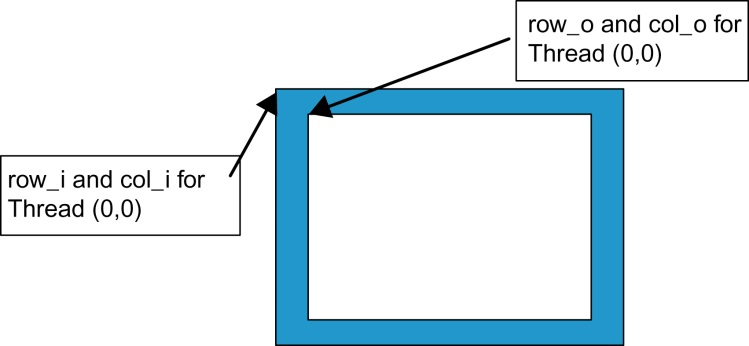 row_o and col_o for
Thread (0,0)
row_i and col_i for
Thread (0,0)